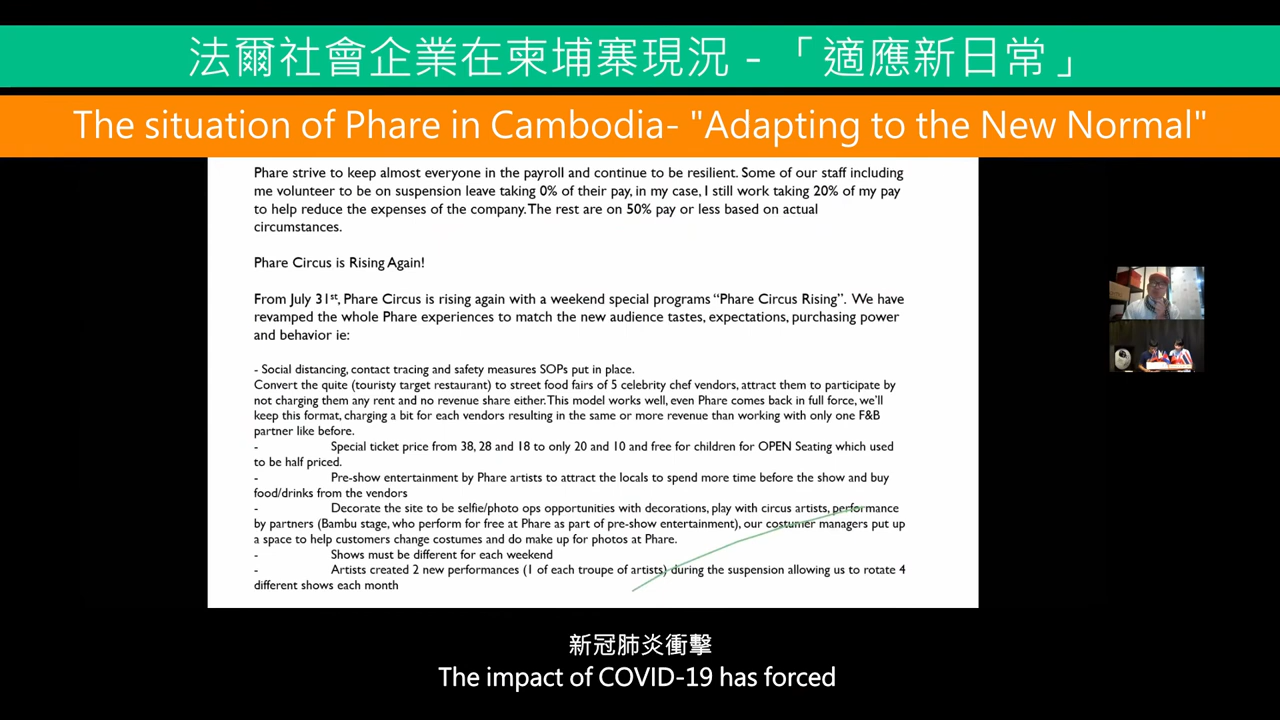 法爾社會企業在柬埔寨現況 - 「適應新日常」
The situation of Phare in Cambodia- "Adapting to the New Normal"
Phare strive to keep almost everyone in the payroll and continue to be resilient. Some of our staff including
me volunteer to be on suspension leave taking 0% of their pay, in my case, I still work taking 20% of my pay
to help reduce the expenses of the company. The rest are on 50% pay or less based on actual
circumstances.
Phare Circus is Rising Again!
From July 31st, Phare Circus is rising again with a weekend special programs “Phare Circus Rising”. We have
revamped the whole Phare experiences to match the new audience tastes, expectations, purchasing power
and behavior ie:
- Social distancing, contact tracing and safety measures SOPs put in place.
Convert the quite (touristy target restaurant) to street food fairs of 5 celebrity chef vendors, attract them to participate by
not charging them any rent and no revenue share either. This model works well, even Phare comes back in full force, we'll
keep this format, charging a bit for each vendors resulting in the same or more revenue than working with only one F&B
partner like before.
- Special ticket price from 38, 28 and 18 to only 20 and 10 and free for children for OPEN Seating which used
to be half priced.
- Pre-show entertainment by Phare artists to attract the locals to spend more time before the show and buy
food/drinks from the vendors
- Decorate the site to be selfie/photo ops opportunities with decorations, play with circus artists, performance
by partners (Bambu stage, who perform for free at Phare as part of pre-show entertainment), our costumer managers put up
a space to help customers change costumes and do make up for photos at Phare.
- Shows must be different for each weekend
- Artists created 2 new performances (1 of each troupe of artists) during the suspension allowing us to rotate 4
different shows each month
新冠肺炎衝擊
The impact of COVID-19 has forced